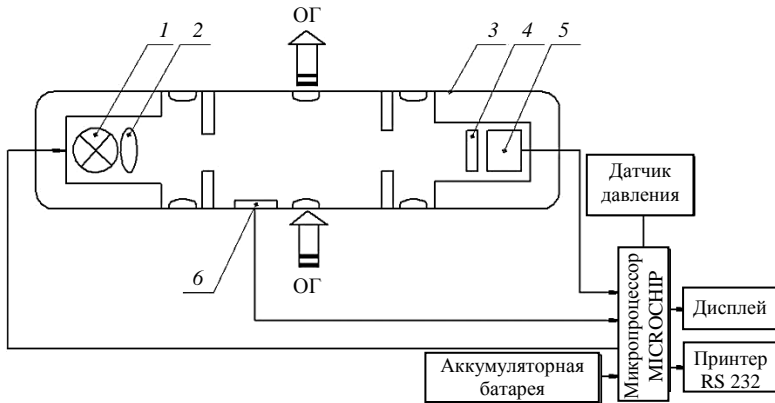 ОГ
1
2
3
4
5
Датчик
давления
6
ОГ
Микропроцессор
MICROCHIP
Дисплей
Аккумуляторная
батарея
Принтер
RS 232